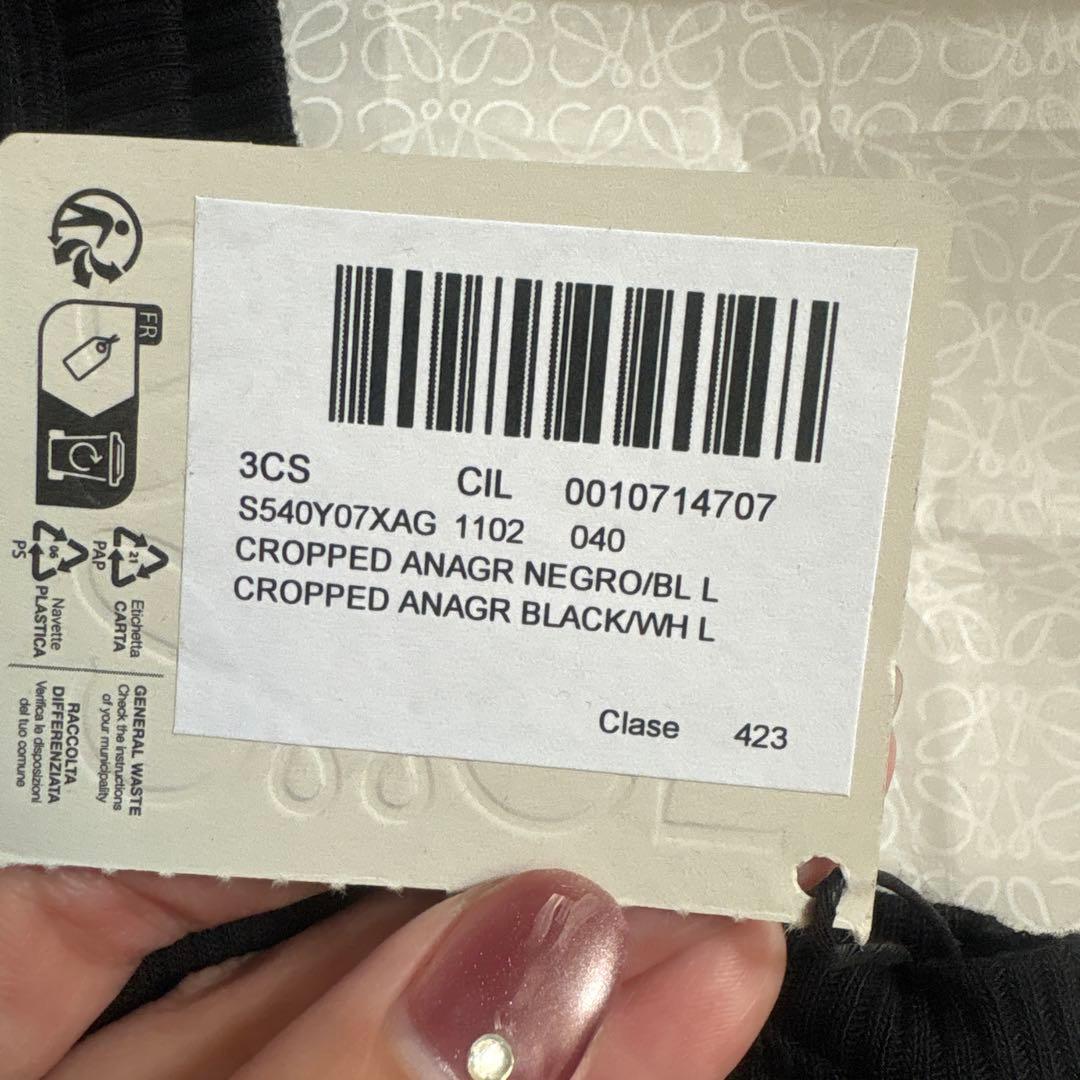 3CS CIL 0010714707
S540Y07XAG 1102 040
CROPPED ANAGR NEGRO/BL L
CROPPED ANAGR BLACK/WH L
Clase 423
FR
21
PAP
Etichetta
CARTA
06
PS
Navette
PLASTICA
GENERAL WASTE
Check the instructions
of your municipality
RACCOLTA
DIFFERENZIATA
Verifica le disposizioni
del tuo comune